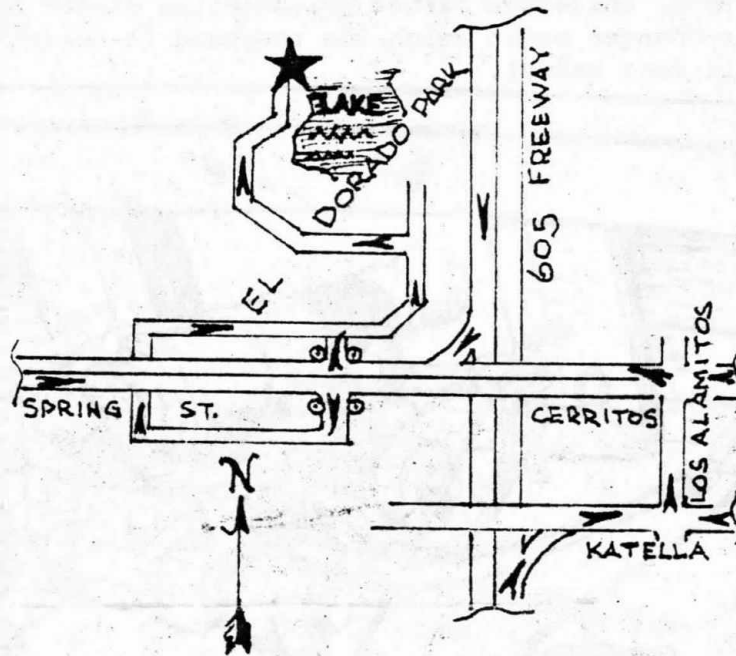 LAKE
EL DORADO PARK
605 FREEWAY
SPRING ST.
CERRITOS
LOS ALAMITOS
N
KATELLA